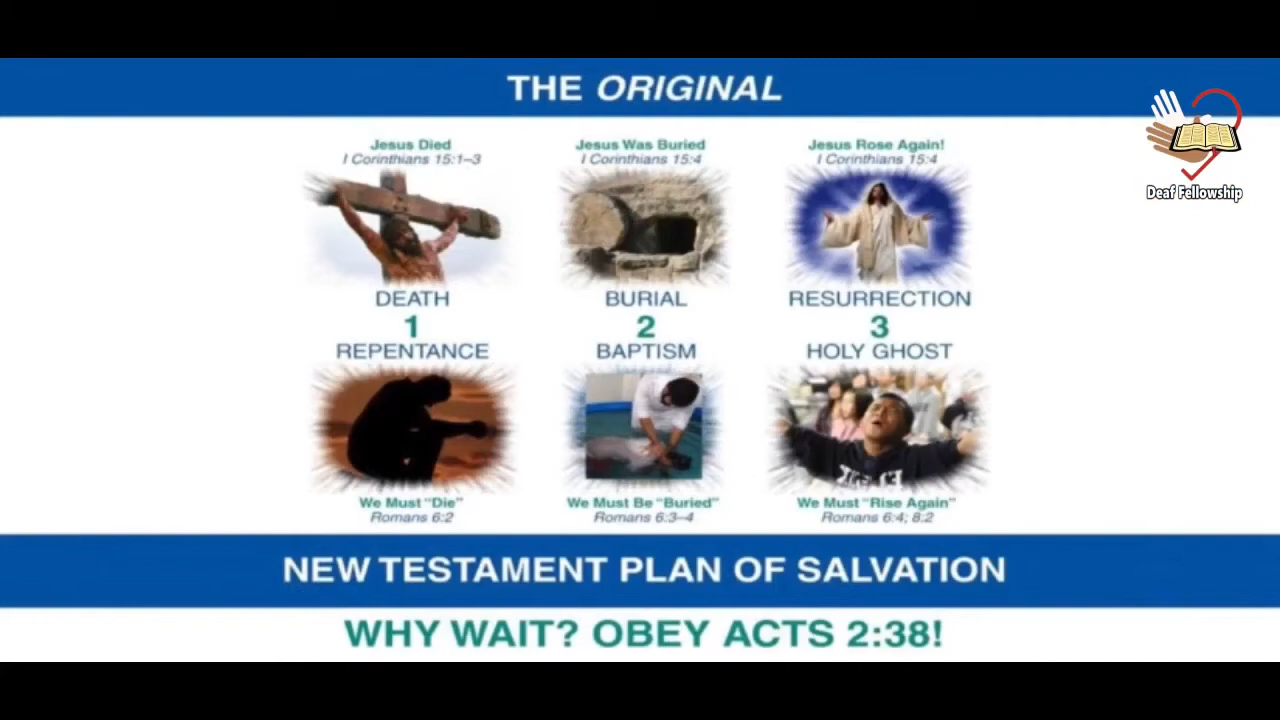 THE ORIGINAL
Deaf Fellowship
Jesus Died
I Corinthians 15:1–3
Jesus Was Buried
I Corinthians 15:4
Jesus Rose Again!
I Corinthians 15:4
DEATH
1
REPENTANCE
BURIAL
2
BAPTISM
RESURRECTION
3
HOLY GHOST
We Must “Die”
Romans 6:2
We Must Be “Buried”
Romans 6:3–4
We Must “Rise Again”
Romans 6:4; 8:2
NEW TESTAMENT PLAN OF SALVATION
WHY WAIT? OBEY ACTS 2:38!